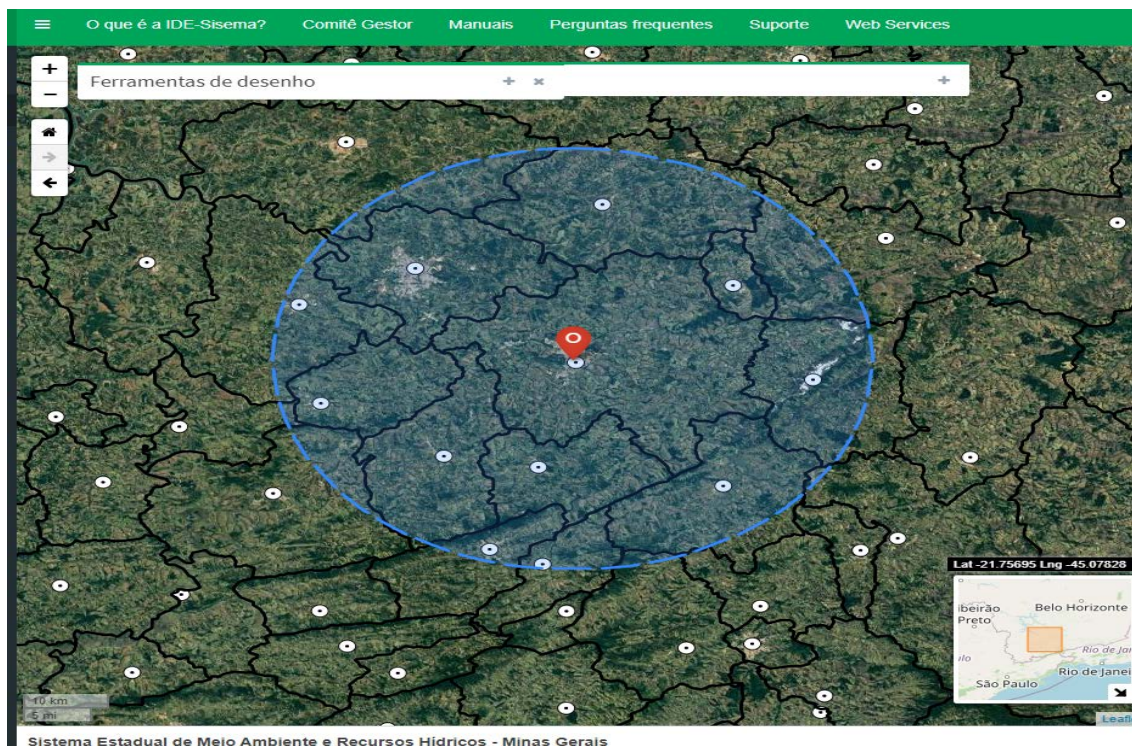 O que é a IDE-Sisema? Comitê Gestor Manuais Perguntas frequentes Suporte Web Services
+
−
Ferramentas de desenho
Lat -21.75695 Lng -45.07828
Belo Horizonte
Preto
Rio de Janei
São Paulo
10 km
5 mi
Leafl
Sistema Estadual de Meio Ambiente e Recursos Hídricos - Minas Gerais